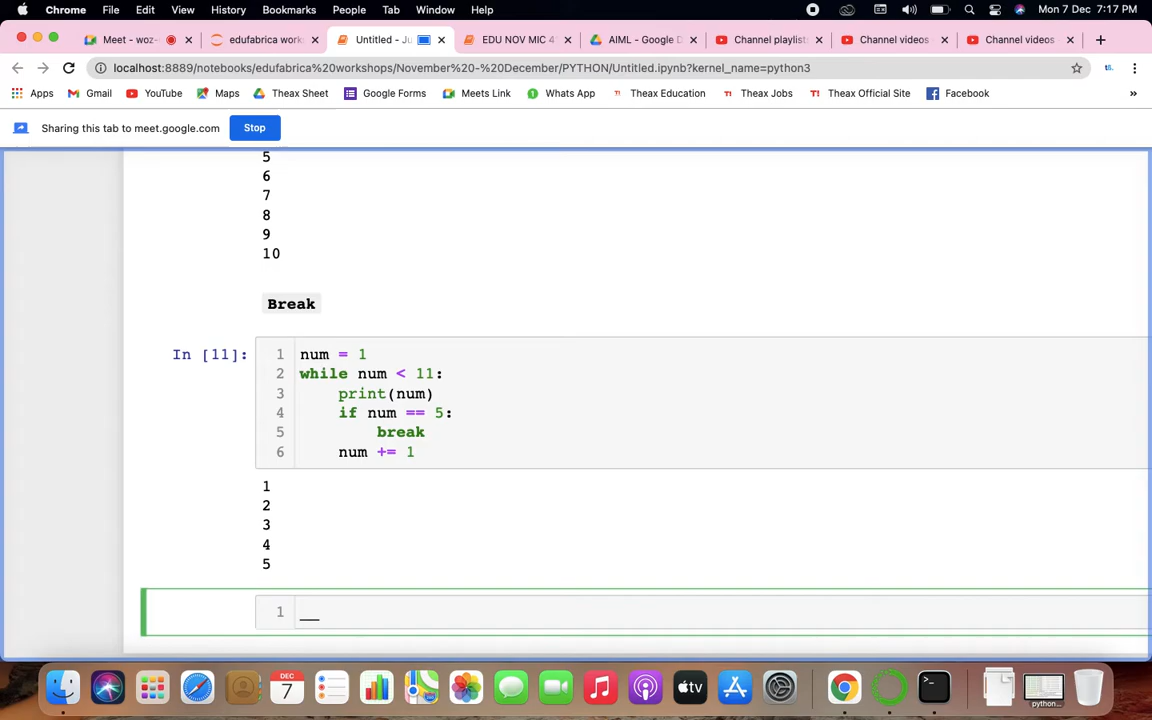 Chrome File Edit View History Bookmarks People Tab Window Help Mon 7 Dec 7:17 PM
Meet - woz- edufabrica work Untitled - Ju EDU NOV MIC 4 AIML - Google D Channel playlist Channel videos - Channel videos -
localhost:8889/notebooks/edufabrica%20workshops/November%20-%20December/PYTHON/Untitled.ipynb?kernel_name=python3
Apps Gmail YouTube Maps Theax Sheet Google Forms Meets Link Whats App Theax Education Theax Jobs Theax Official Site Facebook »
Sharing this tab to meet.google.com Stop
5
6
7
8
9
10
Break
In [11]: 1 num = 1
2 while num < 11:
3 print(num)
4 if num == 5:
5 break
6 num += 1
1
2
3
4
5
1 __
DEC
7
tv
python...